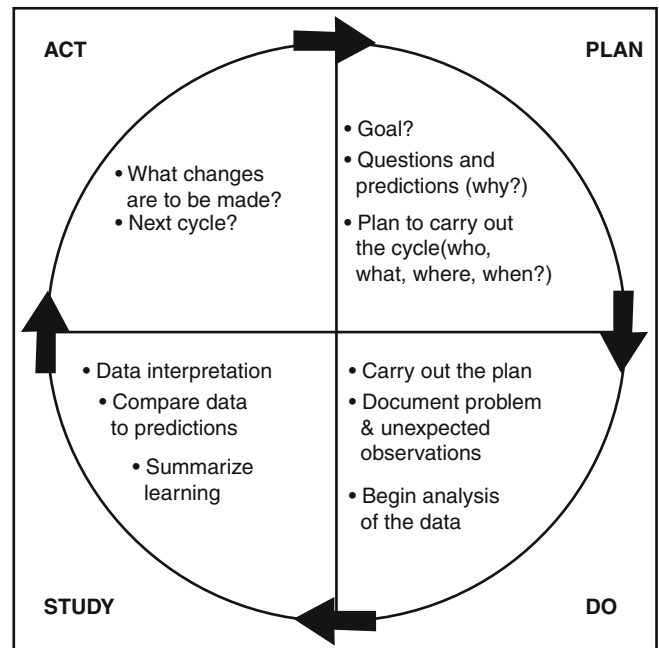 ACT
PLAN
• Goal?
• Questions and
predictions (why?)
• Plan to carry out
the cycle(who,
what, where, when?)
• What changes
are to be made?
• Next cycle?
• Data interpretation
• Compare data
to predictions
• Summarize
learning
• Carry out the plan
• Document problem
& unexpected
observations
• Begin analysis
of the data
STUDY
DO